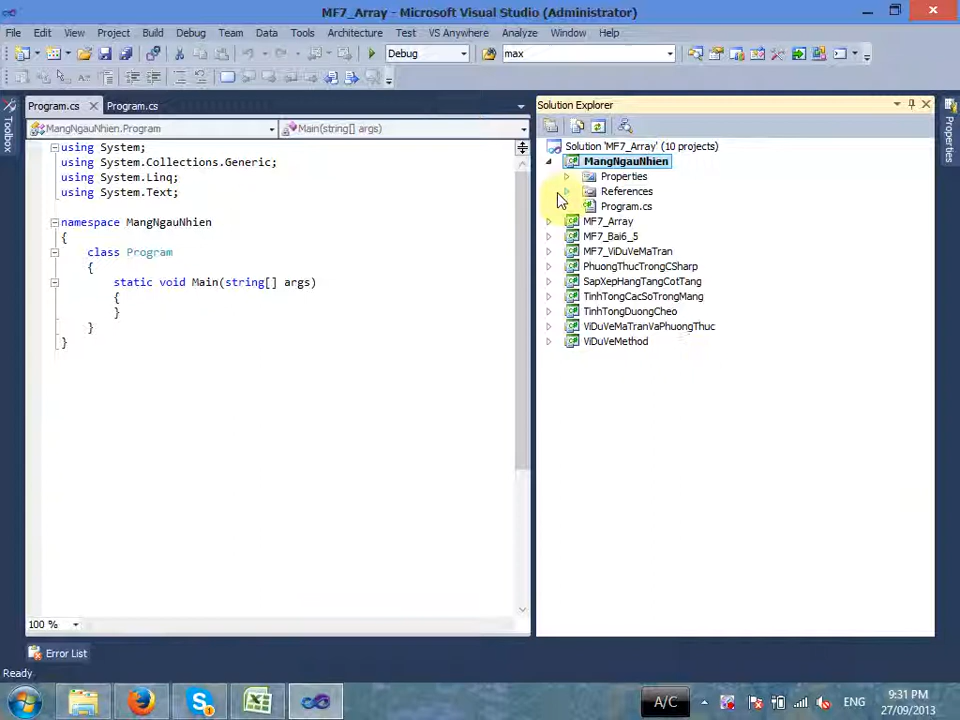 MF7_Array - Microsoft Visual Studio (Administrator)
File Edit View Project Build Debug Team Data Tools Architecture Test VS Anywhere Analyze Window Help
Debug max
Program.cs Program.cs
MangNgauNhien.Program Main(string[] args)
using System;
using System.Collections.Generic;
using System.Linq;
using System.Text;
namespace MangNgauNhien
{
class Program
{
static void Main(string[] args)
{
}
}
}
100 %
Toolbox
Solution Explorer
Solution 'MF7_Array' (10 projects)
MangNgauNhien
Properties
References
Program.cs
MF7_Array
MF7_Bai6_5
MF7_ViDuVeMaTran
PhuongThucTrongCSharp
SapXepHangTangCotTang
TinhTongCacSoTrongMang
TinhTongDuongCheo
ViDuVeMaTranVaPhuongThuc
ViDuVeMethod
Properties
Error List
Ready
A/C
ENG
9:31 PM
27/09/2013